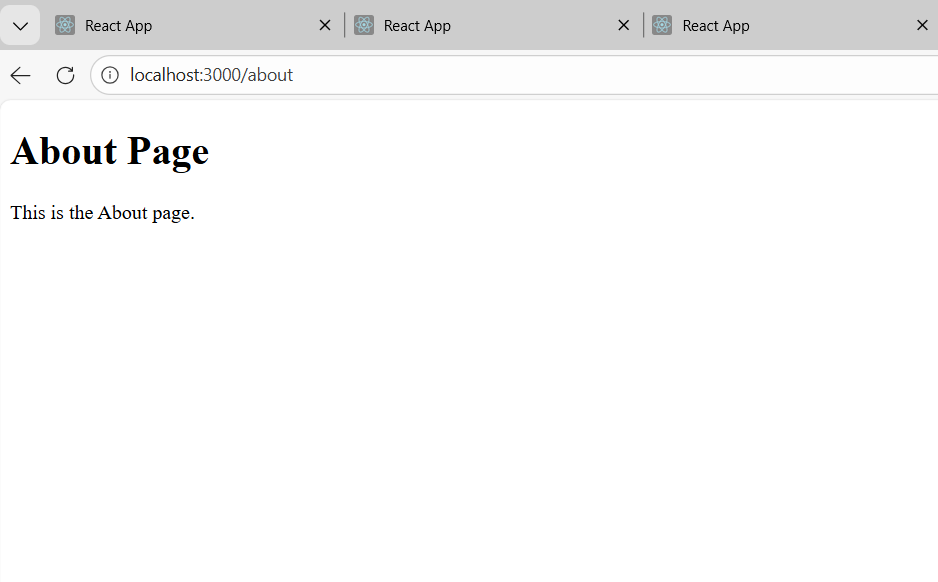 React App
React App
React App
localhost:3000/about
About Page
This is the About page.